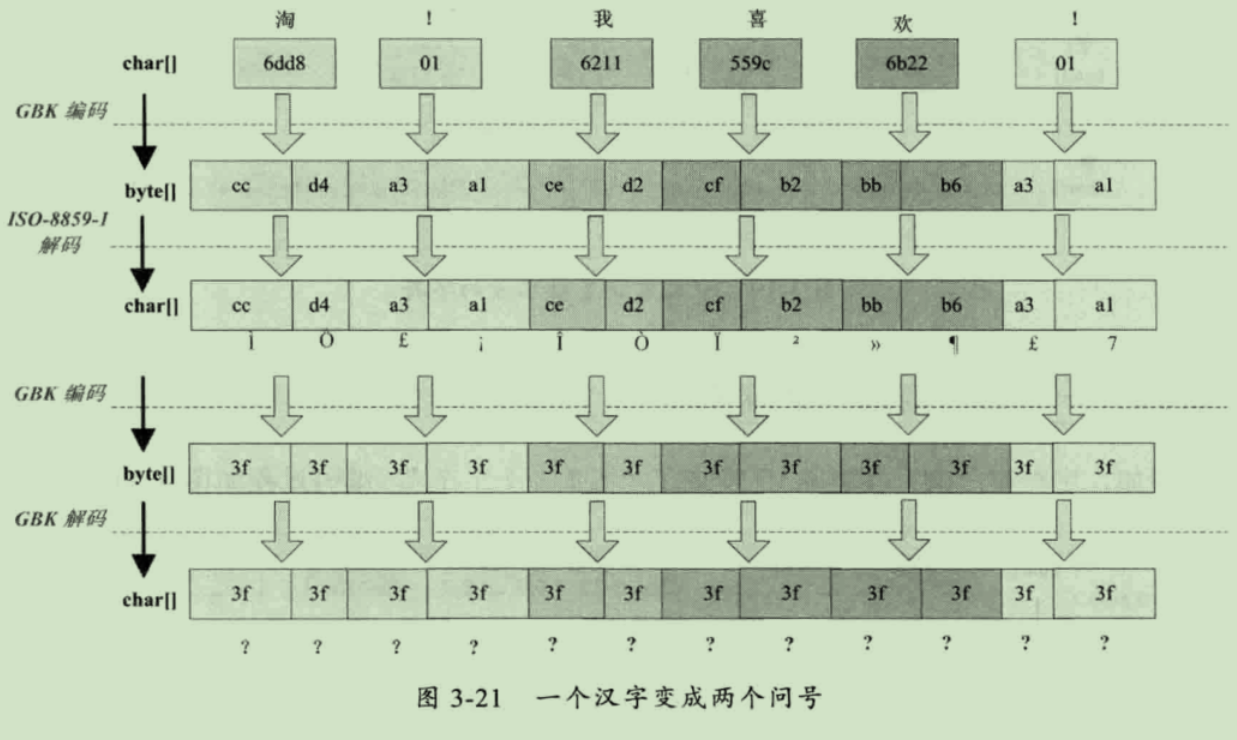 淘 ! 我 喜 欢 !
char[] 6dd8 01 6211 559c 6b22 01
GBK 编码
byte[] cc d4 a3 a1 ce d2 cf b2 bb b6 a3 a1
ISO-8859-1
解码
char[] cc d4 a3 a1 ce d2 cf b2 bb b6 a3 a1
Ì Ö £ ¡ Î Ò Ï ² » ¶ £ 7
GBK 编码
byte[] 3f 3f 3f 3f 3f 3f 3f 3f 3f 3f 3f 3f
GBK 解码
char[] 3f 3f 3f 3f 3f 3f 3f 3f 3f 3f 3f 3f
? ? ? ? ? ? ? ? ? ? ? ?
图 3-21 一个汉字变成两个问号